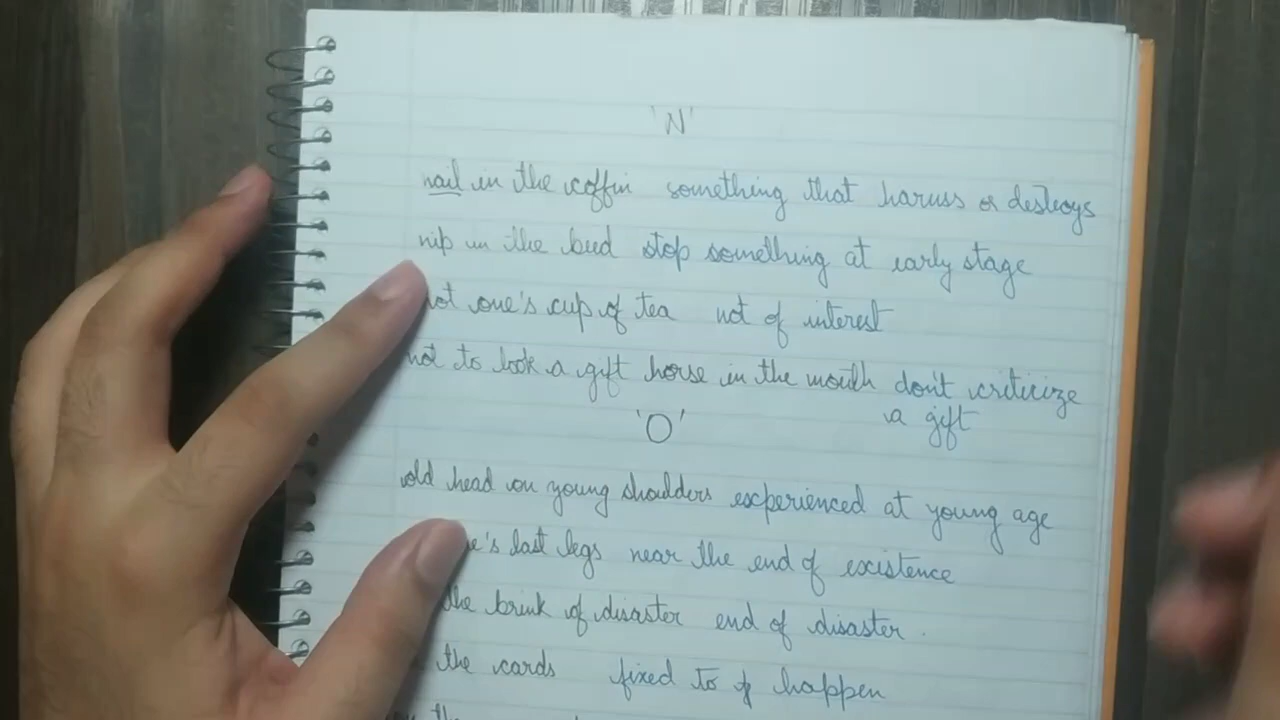 'N'
nail in the coffin something that harms or destroys
nip in the bud stop something at early stage
not one's cup of tea not of interest
not to look a gift horse in the mouth don't criticize
a gift
'O'
old head on young shoulders experienced at young age
e's last legs near the end of existence
the brink of disaster end of disaster.
the cards fixed to happen
the